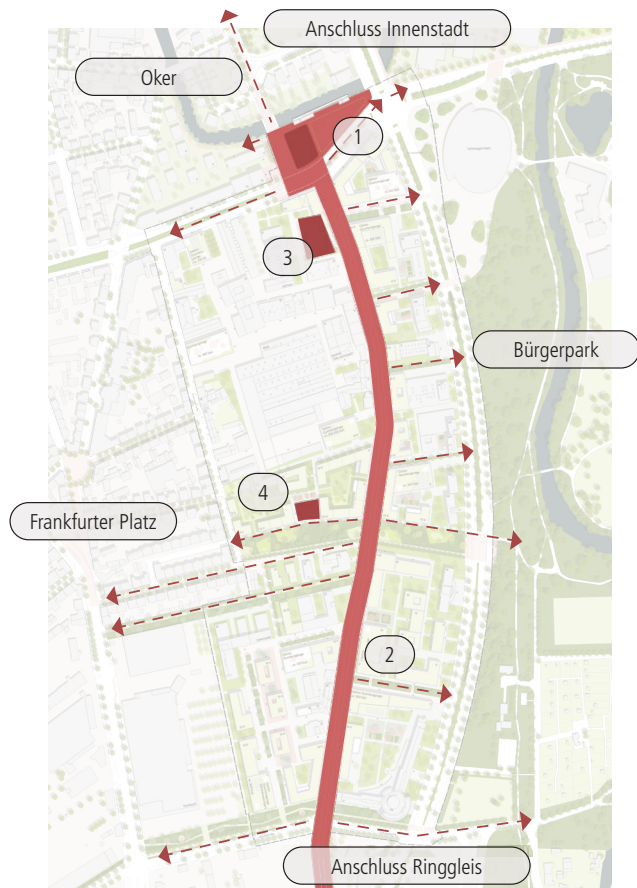 Anschluss Innenstadt
Oker
1
3
Bürgerpark
4
Frankfurter Platz
2
Anschluss Ringgleis